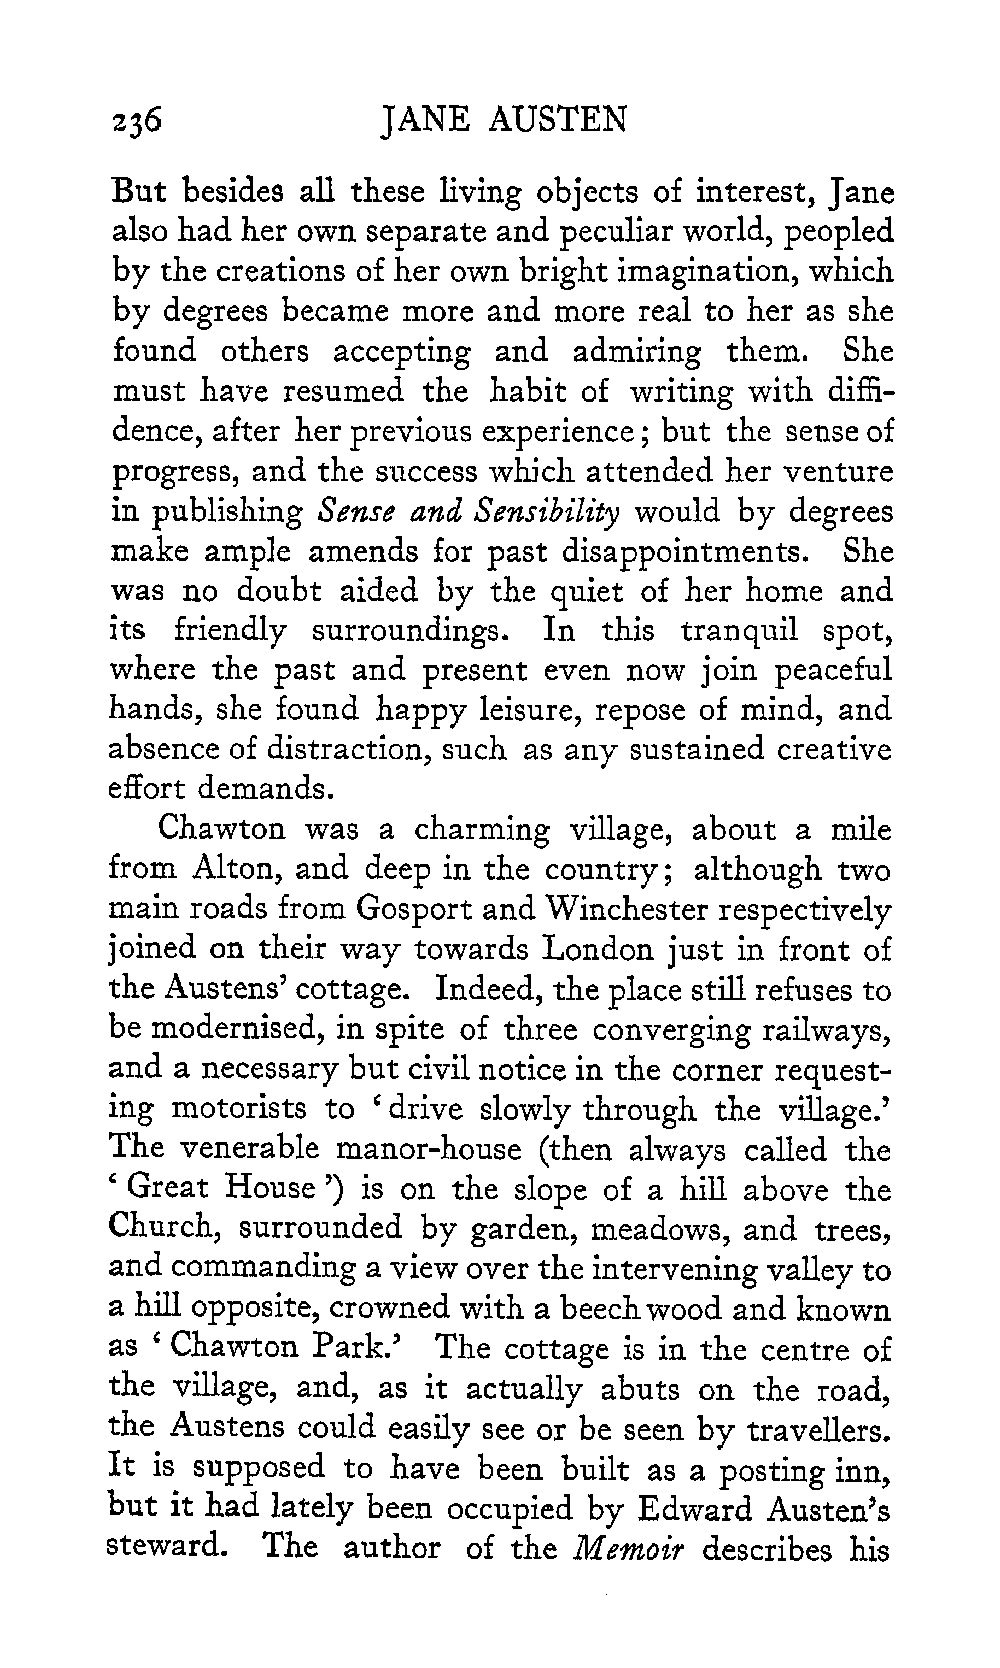 236 JANE AUSTEN
But besides all these living objects of interest, Jane
also had her own separate and peculiar world, peopled
by the creations of her own bright imagination, which
by degrees became more and more real to her as she
found others accepting and admiring them. She
must have resumed the habit of writing with diffi-
dence, after her previous experience; but the sense of
progress, and the success which attended her venture
in publishing Sense and Sensibility would by degrees
make ample amends for past disappointments. She
was no doubt aided by the quiet of her home and
its friendly surroundings. In this tranquil spot,
where the past and present even now join peaceful
hands, she found happy leisure, repose of mind, and
absence of distraction, such as any sustained creative
effort demands.
Chawton was a charming village, about a mile
from Alton, and deep in the country; although two
main roads from Gosport and Winchester respectively
joined on their way towards London just in front of
the Austens' cottage. Indeed, the place still refuses to
be modernised, in spite of three converging railways,
and a necessary but civil notice in the corner request-
ing motorists to ‘drive slowly through the village.’
The venerable manor-house (then always called the
‘Great House’) is on the slope of a hill above the
Church, surrounded by garden, meadows, and trees,
and commanding a view over the intervening valley to
a hill opposite, crowned with a beech wood and known
as ‘Chawton Park.’ The cottage is in the centre of
the village, and, as it actually abuts on the road,
the Austens could easily see or be seen by travellers.
It is supposed to have been built as a posting inn,
but it had lately been occupied by Edward Austen's
steward. The author of the Memoir describes his